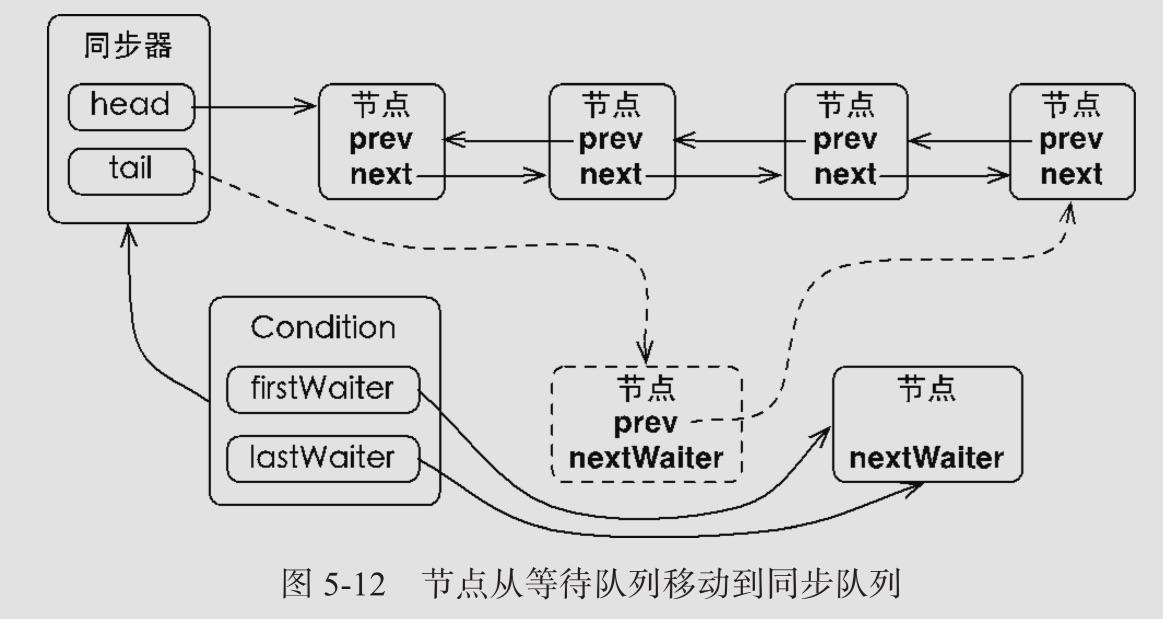 同步器
head
tail
节点
prev
next
节点
prev
next
节点
prev
next
节点
prev
next
Condition
firstWaiter
lastWaiter
节点
prev
nextWaiter
节点
nextWaiter
图 5-12 节点从等待队列移动到同步队列